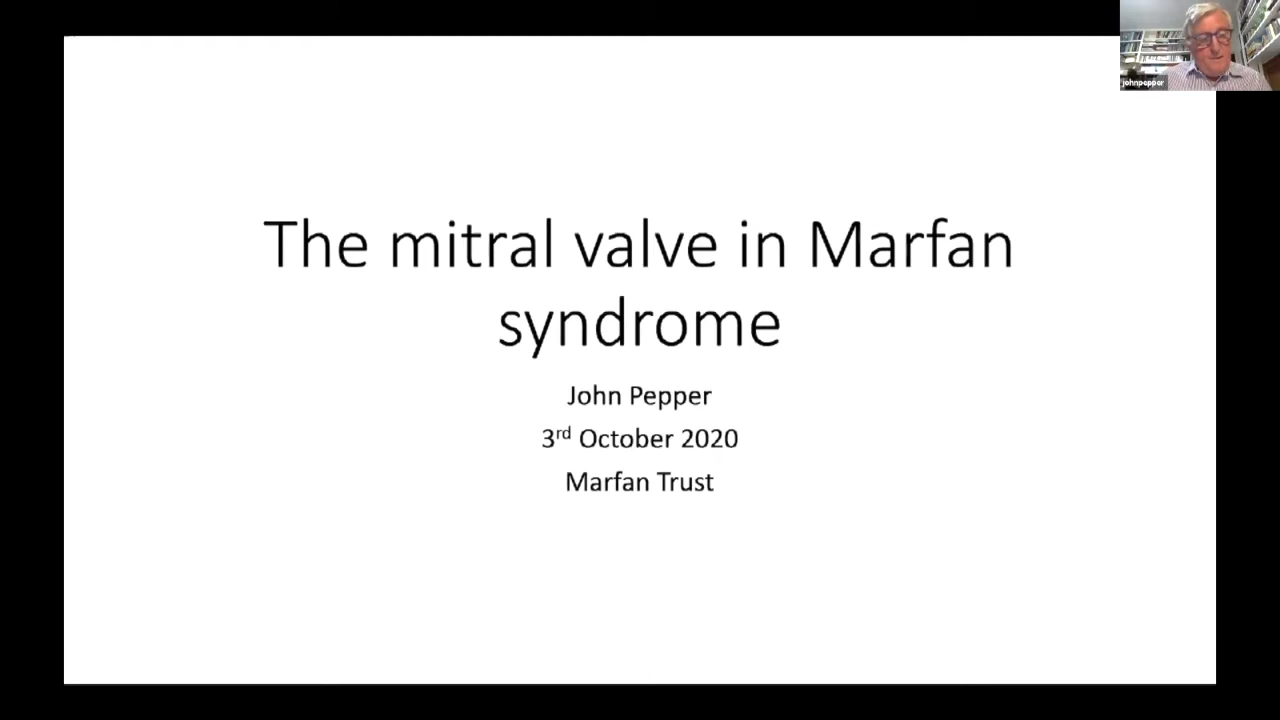 johnpepper
The mitral valve in Marfan
syndrome
John Pepper
3rd October 2020
Marfan Trust